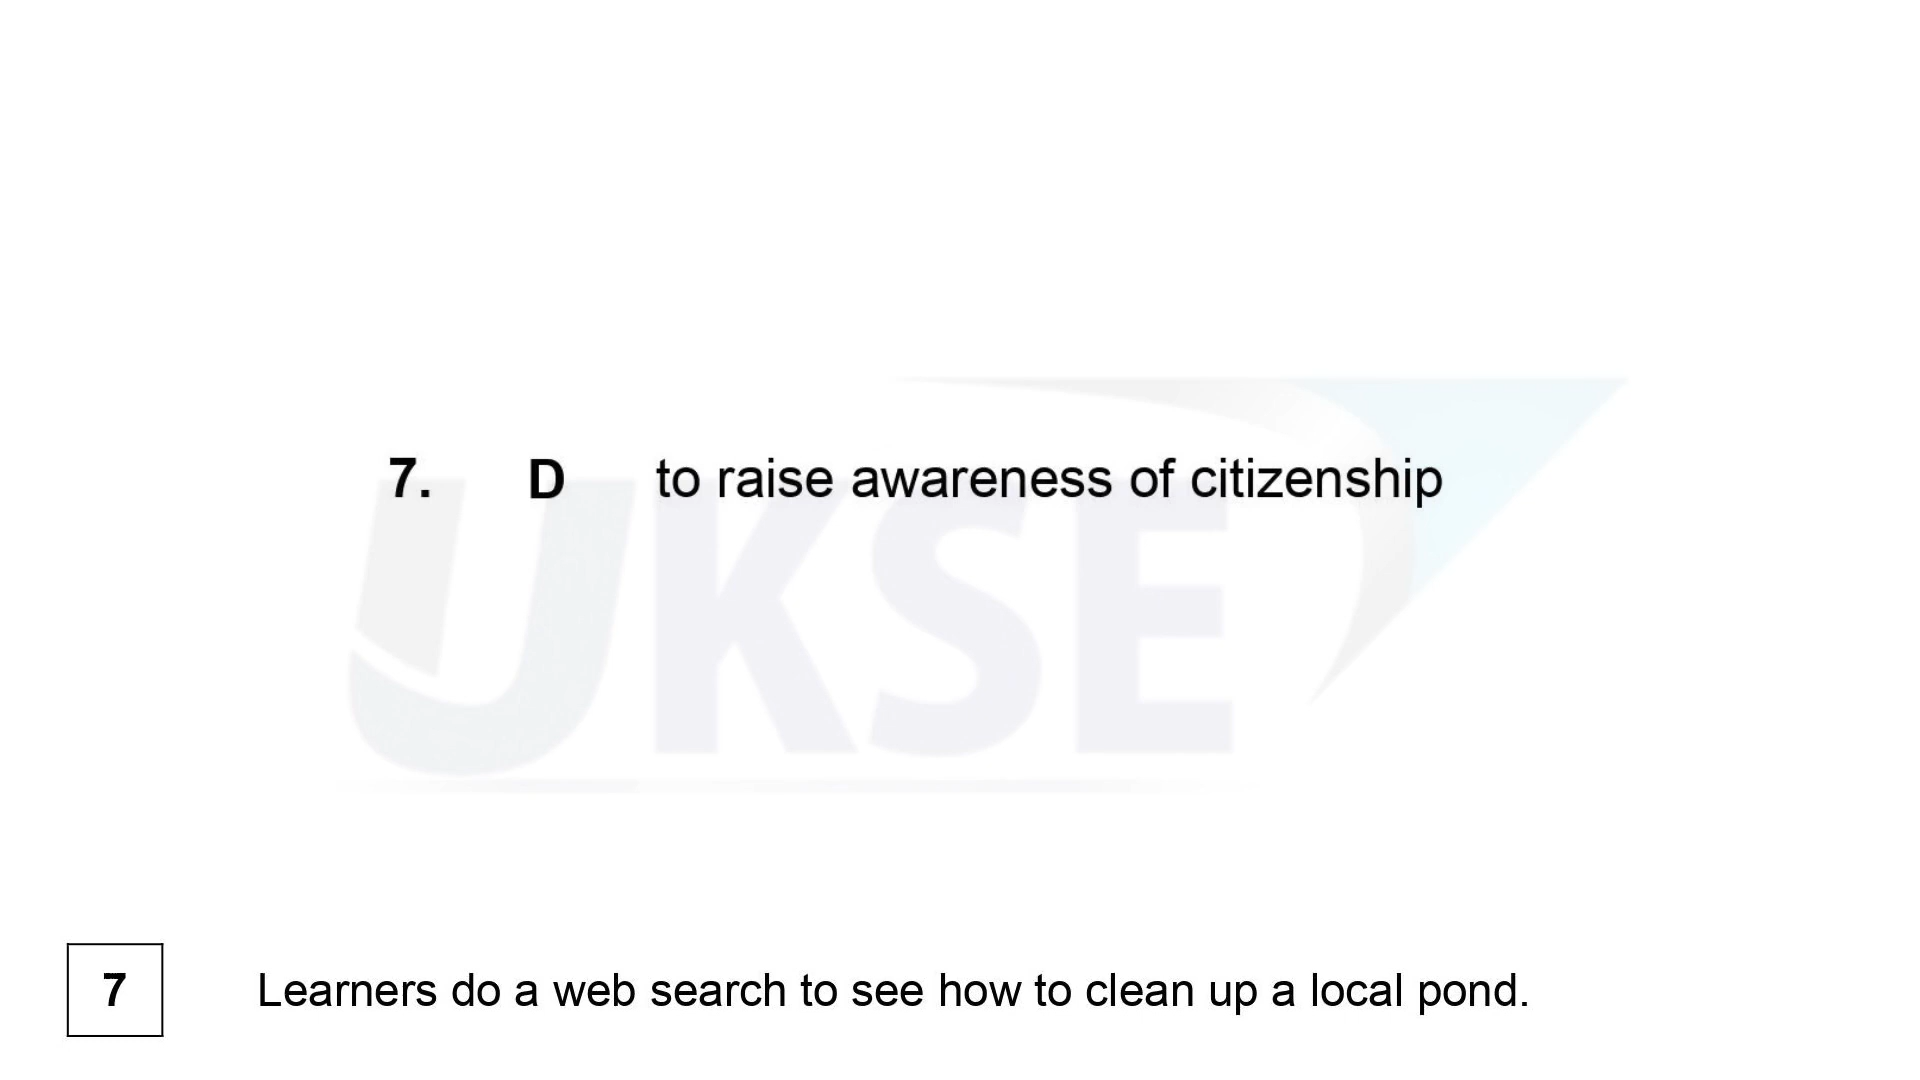 7. D to raise awareness of citizenship
UKSE
7 Learners do a web search to see how to clean up a local pond.